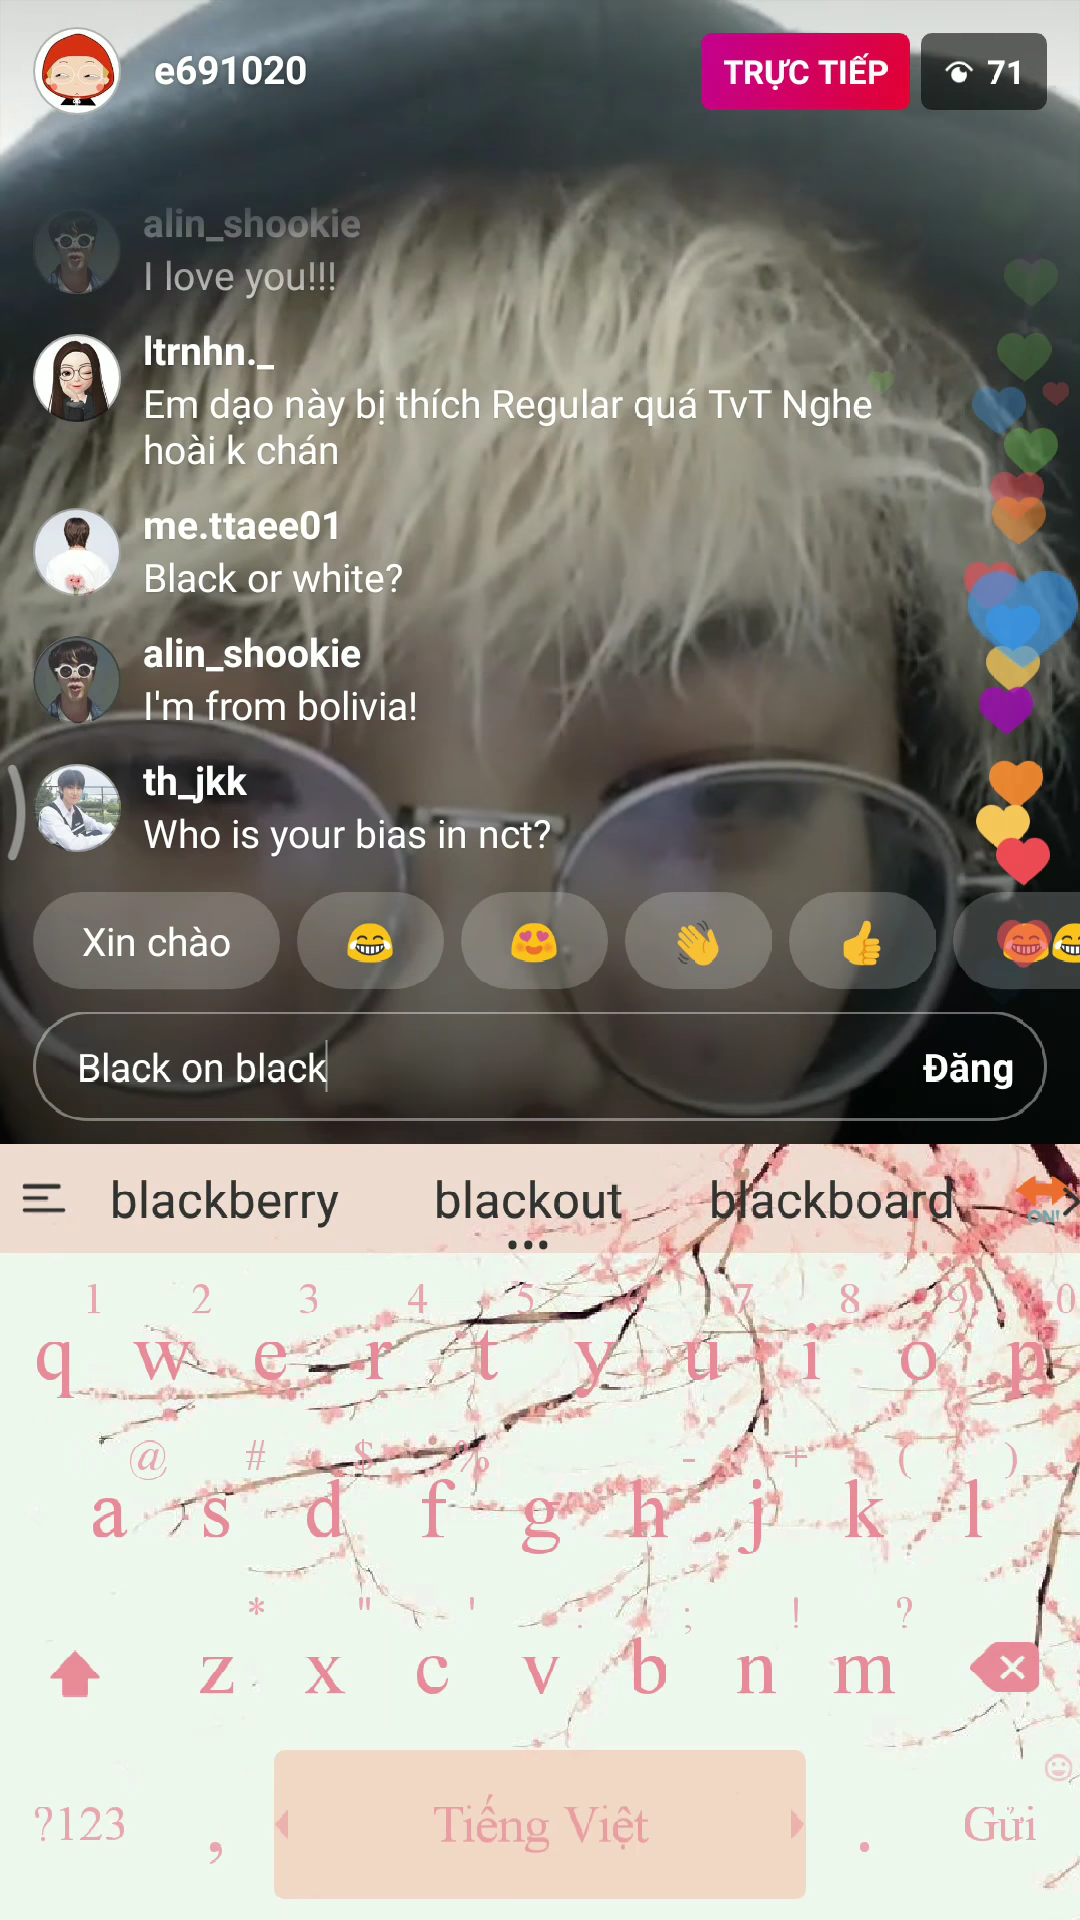 e691020
TRỰC TIẾP
71
alin_shookie
I love you!!!
ltrnhn._
Em dạo này bị thích Regular quá TvT Nghe
hoài k chán
me.ttaee01
Black or white?
alin_shookie
I'm from bolivia!
th_jkk
Who is your bias in nct?
Xin chào 😂 😍 👋 👍 😂😂
Black on black
Đăng
blackberry blackout blackboard
ON!
1 2 3 4 5 7 8 9 0
q w e r t y u i o p
@ # $ % - + ( )
a s d f g h j k l
* " ' : ; ! ?
z x c v b n m
?123 , Tiếng Việt . Gửi